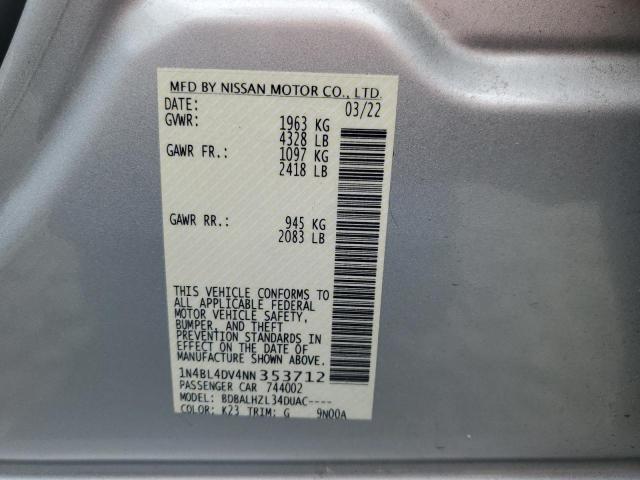 MFD BY NISSAN MOTOR CO., LTD.
DATE: 03/22
GVWR: 1963 KG
4328 LB
GAWR FR.: 1097 KG
2418 LB
GAWR RR.: 945 KG
2083 LB
THIS VEHICLE CONFORMS TO
ALL APPLICABLE FEDERAL
MOTOR VEHICLE SAFETY,
BUMPER, AND THEFT
PREVENTION STANDARDS IN
EFFECT ON THE DATE OF
MANUFACTURE SHOWN ABOVE.
1N4BL4DV4NN353712
PASSENGER CAR 744002
MODEL: BDBALHZL34DUAC----
COLOR: K23 TRIM: G 9N00A